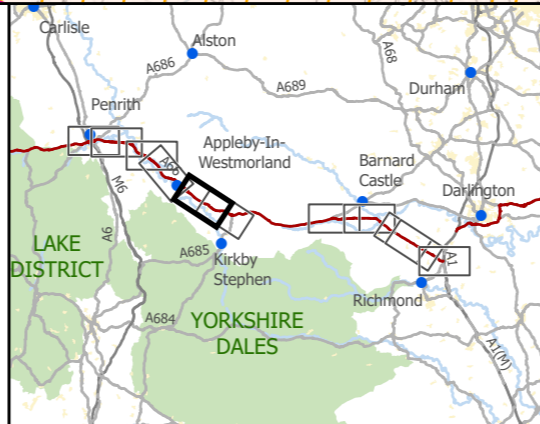 Carlisle
Alston
A68
A686
A689
Durham
Penrith
Appleby-In-
Westmorland
Barnard
Castle
A66
Darlington
M6
A6
LAKE
DISTRICT
A685
Kirkby
Stephen
A1
Richmond
A684
YORKSHIRE
DALES
A1(M)